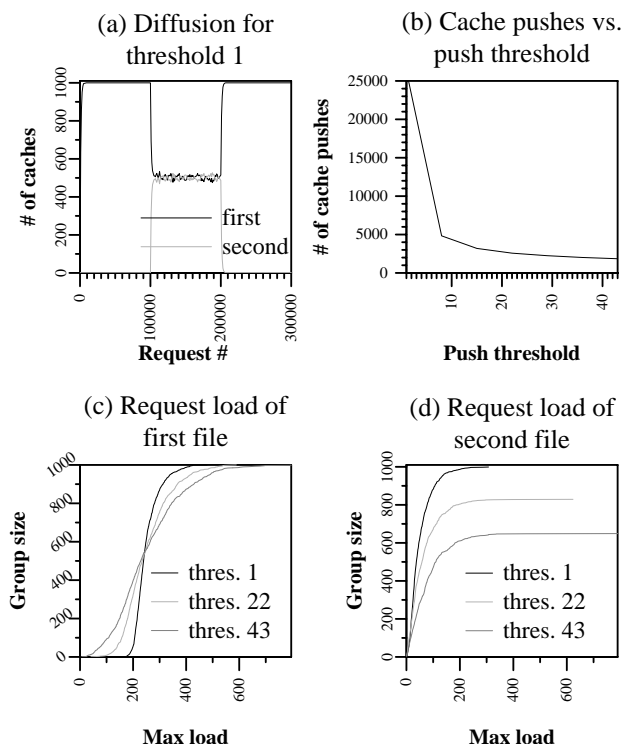 (a) Diffusion for
threshold 1
# of caches
1000
800
600
400
200
0
first
second
0
100000
200000
300000
Request #
(b) Cache pushes vs.
push threshold
# of cache pushes
25000
20000
15000
10000
5000
0
10
20
30
40
Push threshold
(c) Request load of
first file
Group size
1000
800
600
400
200
0
thres. 1
thres. 22
thres. 43
200
400
600
Max load
(d) Request load of
second file
Group size
1000
800
600
400
200
0
thres. 1
thres. 22
thres. 43
0
200
400
600
Max load